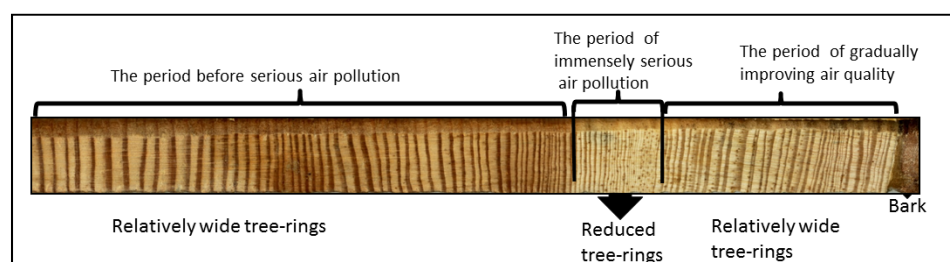 The period before serious air pollution
The period of
immensely serious
air pollution
The period of gradually
improving air quality
Relatively wide tree-rings
Reduced
tree-rings
Relatively wide
tree-rings
Bark